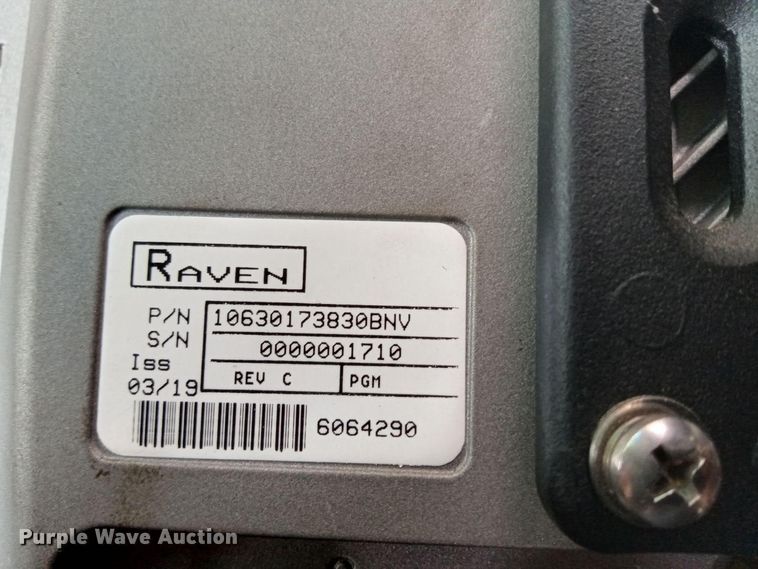 RAVEN
P/N 10630173830BNV
S/N 0000001710
Iss
03/19 REV C PGM
6064290
Purple Wave Auction